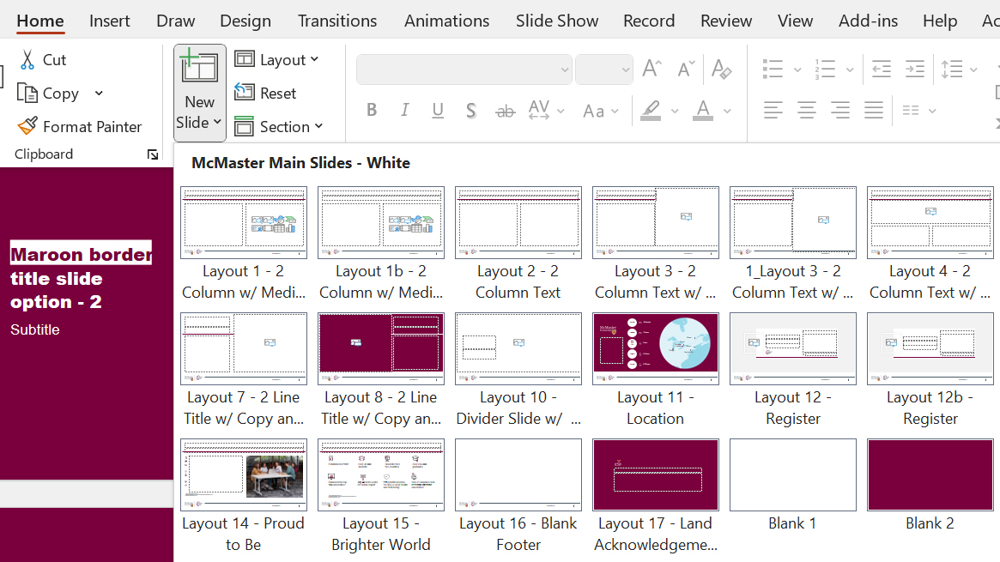 Home Insert Draw Design Transitions Animations Slide Show Record Review View Add-ins Help Ac
Cut
Copy
Format Painter
Clipboard
New
Slide
Layout
Reset
Section
B I U S ab AV Aa A
McMaster Main Slides - White
Layout 1 - 2
Column w/ Medi...
Layout 1b - 2
Column w/ Medi...
Layout 2 - 2
Column Text
Layout 3 - 2
Column Text w/ ...
1_Layout 3 - 2
Column Text w/ ...
Layout 4 - 2
Column Text w/ ...
Maroon border
title slide
option - 2
Subtitle
Layout 7 - 2 Line
Title w/ Copy an...
Layout 8 - 2 Line
Title w/ Copy an...
Layout 10 -
Divider Slide w/ ...
Layout 11 -
Location
Layout 12 -
Register
Layout 12b -
Register
Layout 14 - Proud
to Be
Layout 15 -
Brighter World
Layout 16 - Blank
Footer
Layout 17 - Land
Acknowledgeme...
Blank 1
Blank 2